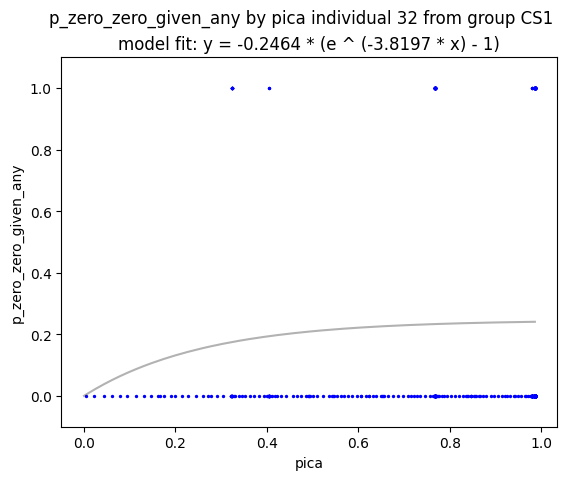 p_zero_zero_given_any by pica individual 32 from group CS1
model fit: y = -0.2464 * (e ^ (-3.8197 * x) - 1)
1.0
0.8
0.6
0.4
0.2
0.0
p_zero_zero_given_any
0.0 0.2 0.4 0.6 0.8 1.0
pica